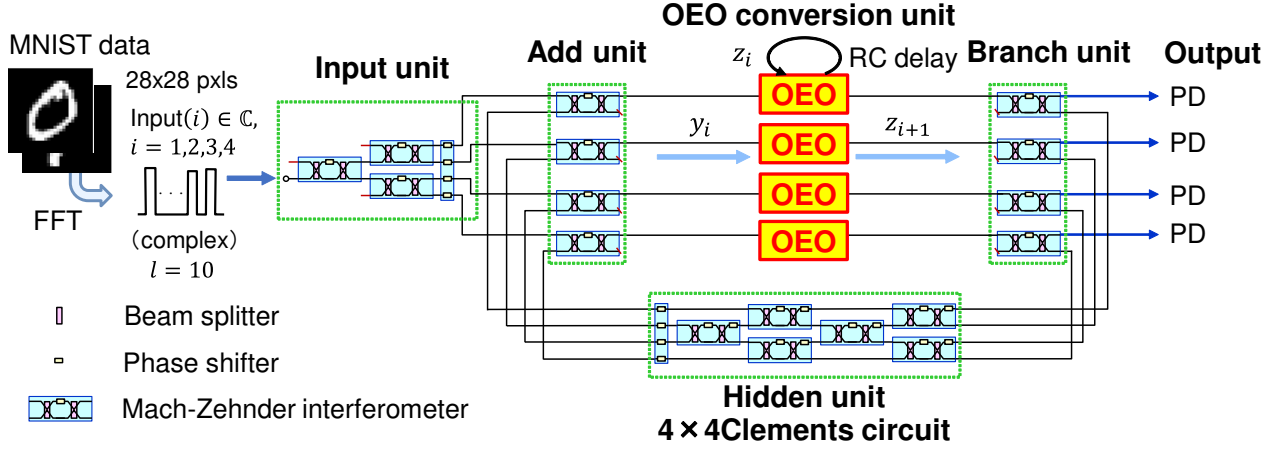 MNIST data
28x28 pxls
Input(i) ∈ ℂ,
i = 1,2,3,4
· · ·
FFT
(complex)
l = 10
Input unit
Add unit
OEO conversion unit
z_i
RC delay
Branch unit
Output
OEO
OEO
OEO
OEO
y_i
z_{i+1}
PD
PD
PD
PD
Beam splitter
Phase shifter
Mach-Zehnder interferometer
Hidden unit
4×4Clements circuit